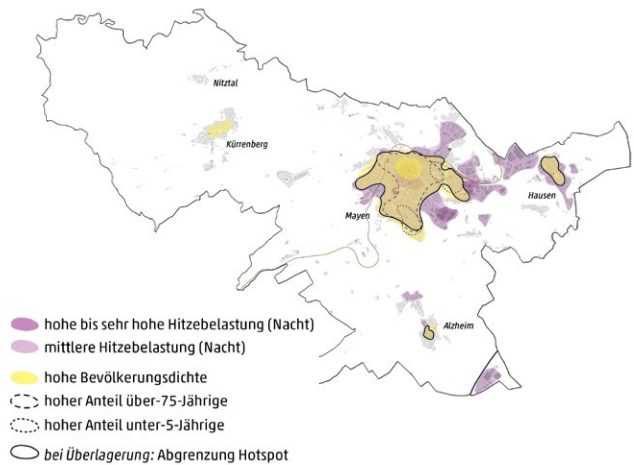 Nitztal
Kürrenberg
Mayen
Hausen
Alzheim
hohe bis sehr hohe Hitzebelastung (Nacht)
mittlere Hitzebelastung (Nacht)
hohe Bevölkerungsdichte
hoher Anteil über-75-Jährige
hoher Anteil unter-5-Jährige
bei Überlagerung: Abgrenzung Hotspot